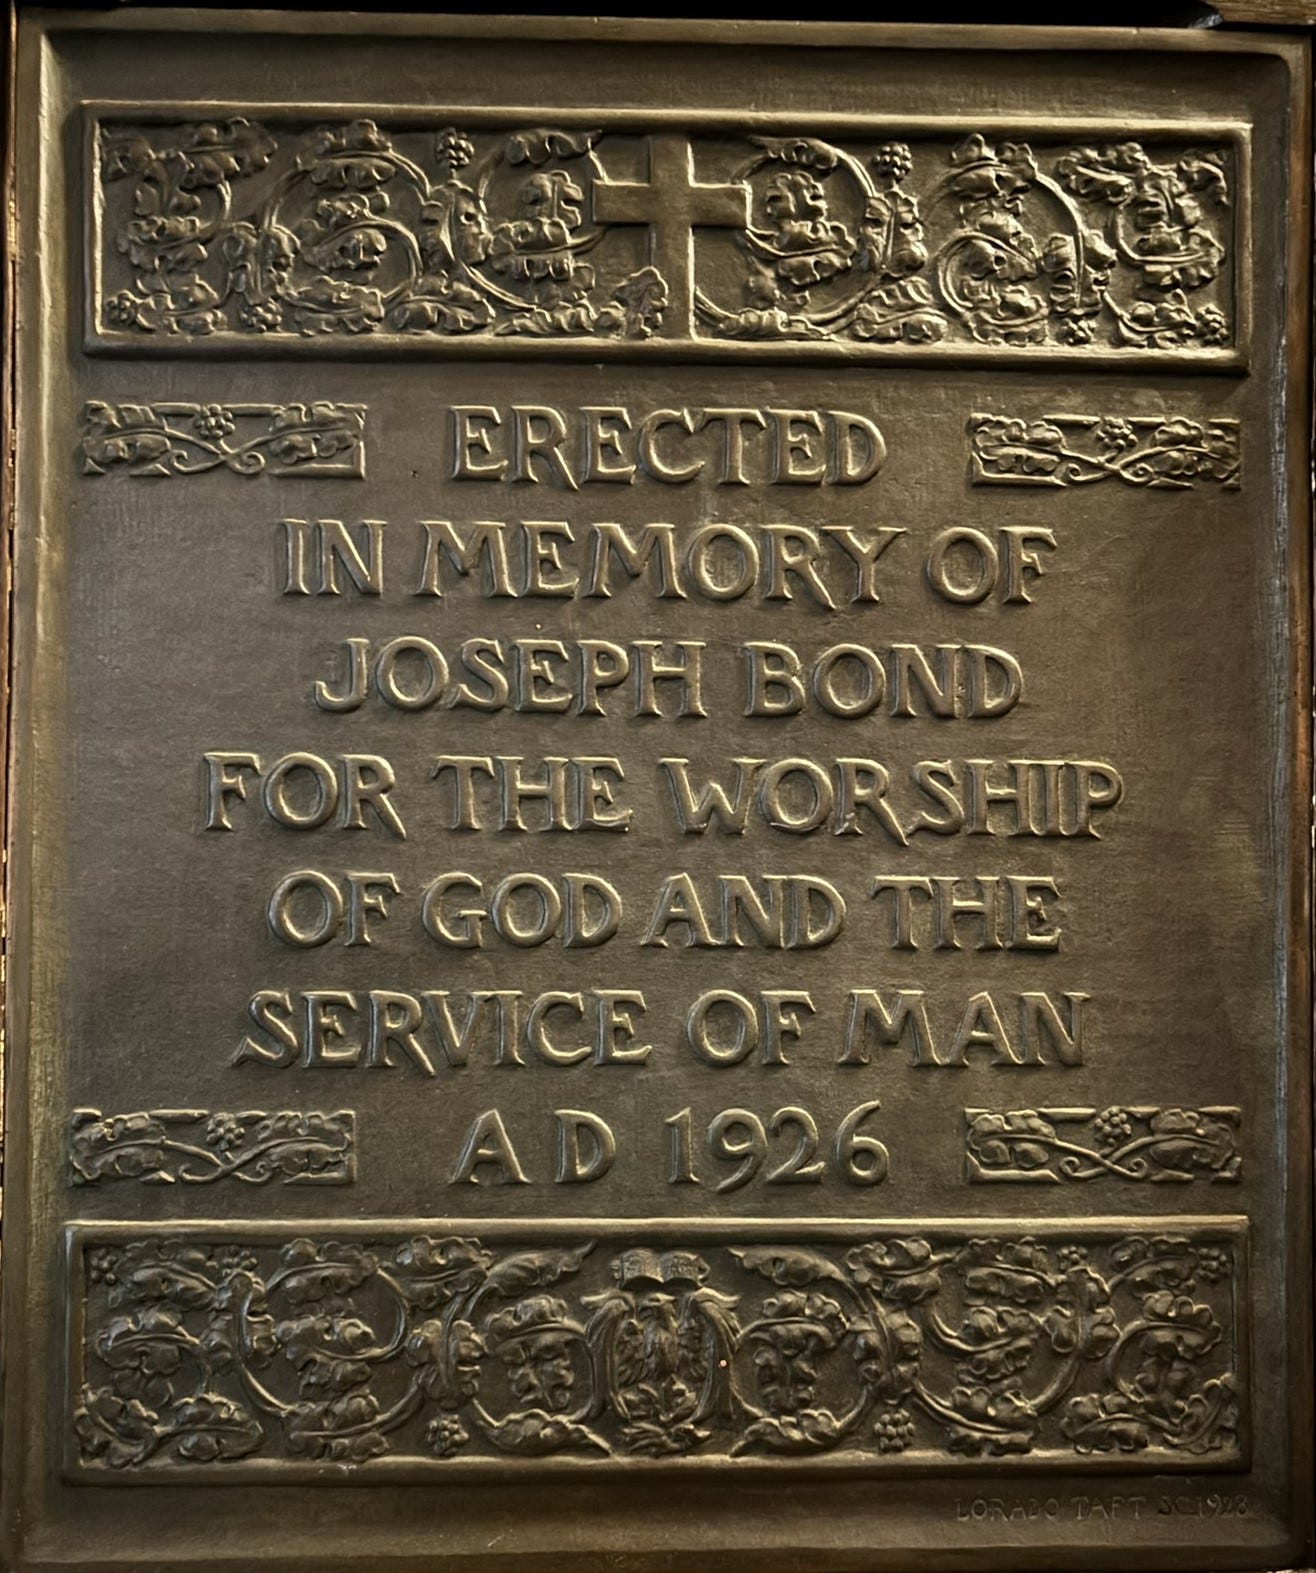 ERECTED
IN MEMORY OF
JOSEPH BOND
FOR THE WORSHIP
OF GOD AND THE
SERVICE OF MAN
A D 1926
LORADO TAFT SC. 1928